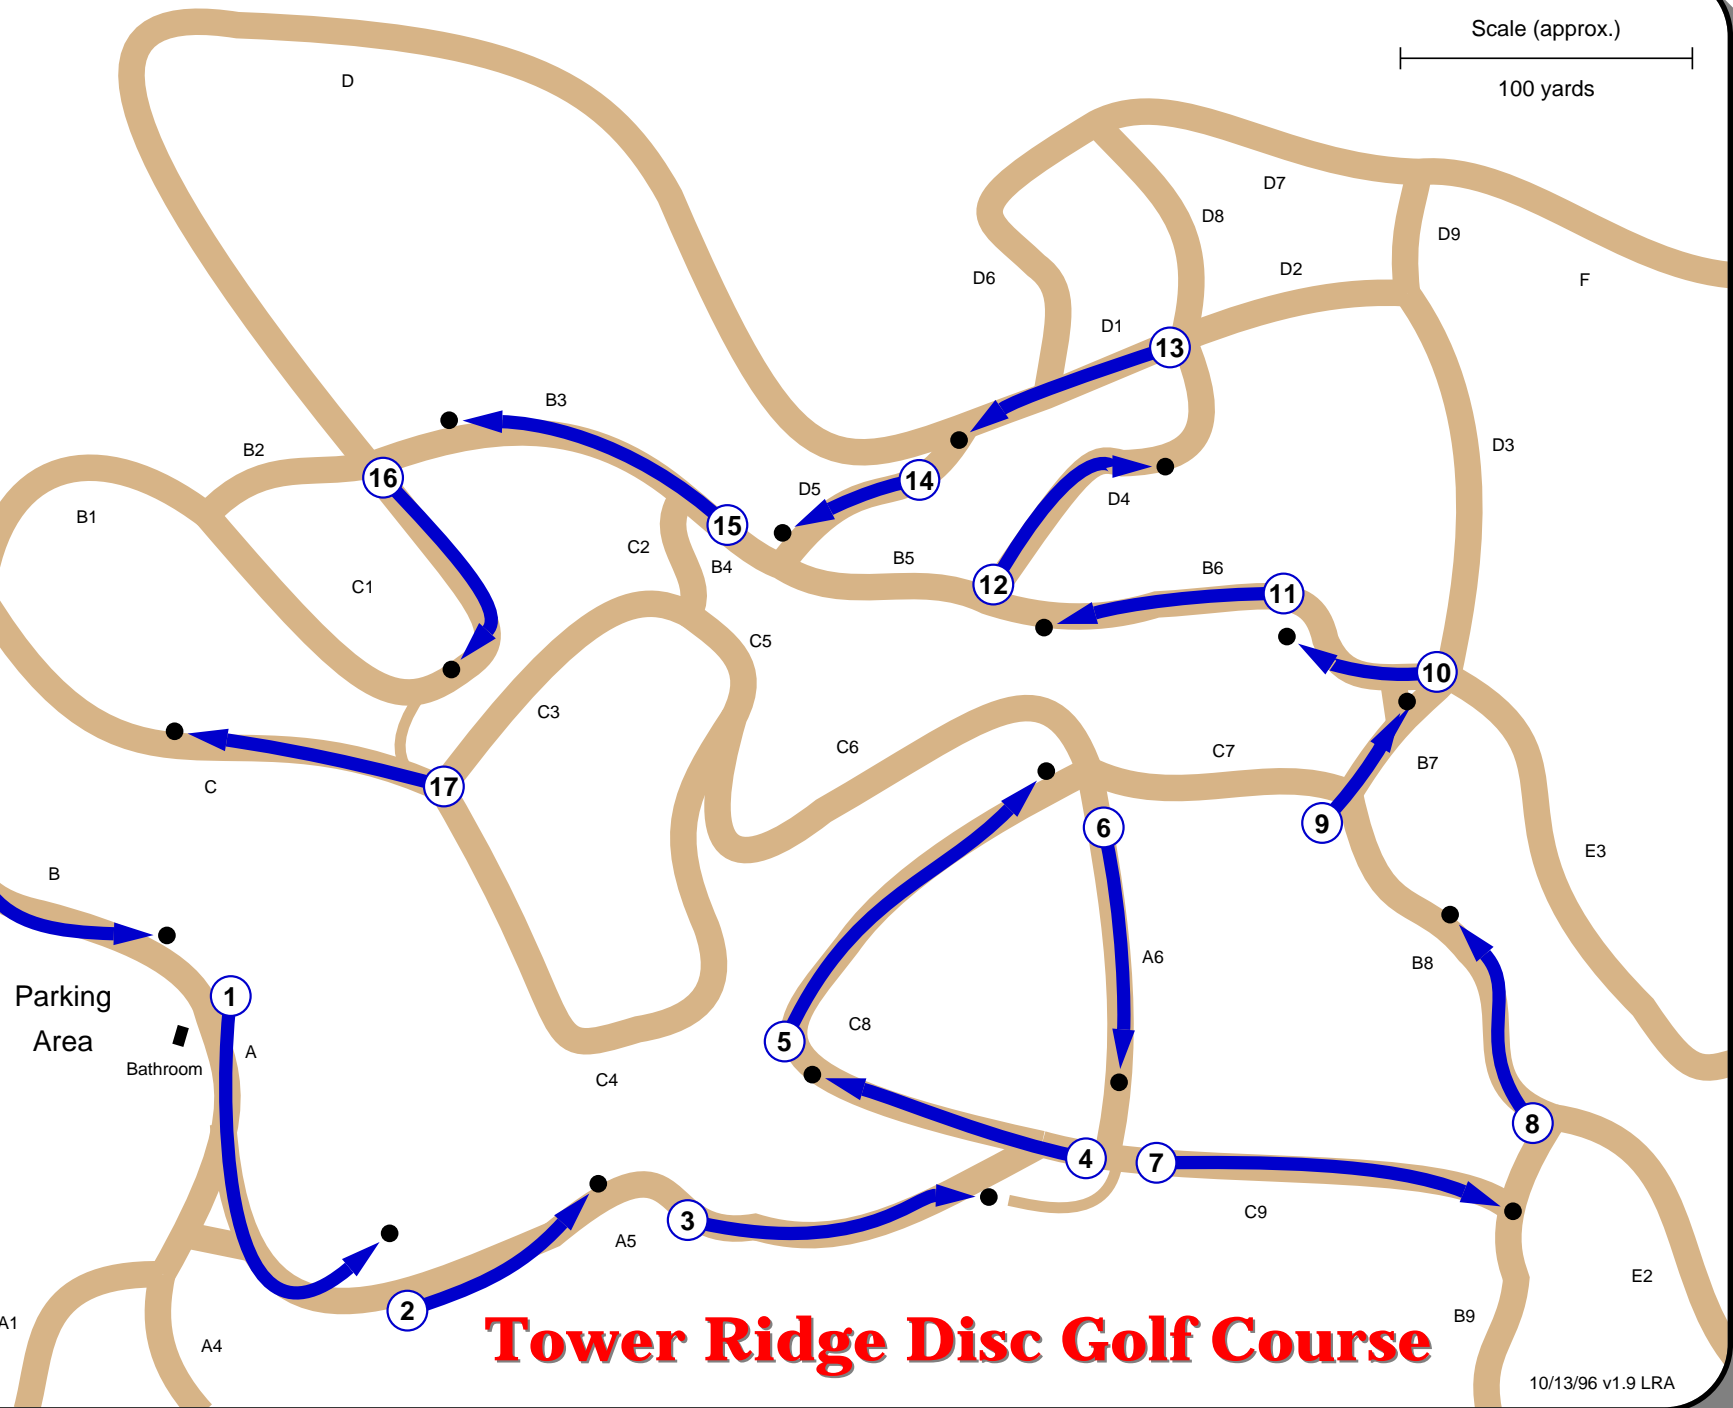 Scale (approx.)
100 yards
D
D7
D8
D9
D6
D2
F
D1
13
B3
B2
D3
16
14
D5
D4
B1
15
C2
B4
B5
12
B6
11
C1
C5
10
C3
C6
C7
B7
17
C
9
6
E3
B
A6
B8
1
Parking
Area
Bathroom
A
C8
5
C4
8
4
7
3
A5
C9
E2
2
A1
A4
B9
Tower Ridge Disc Golf Course
10/13/96 v1.9 LRA